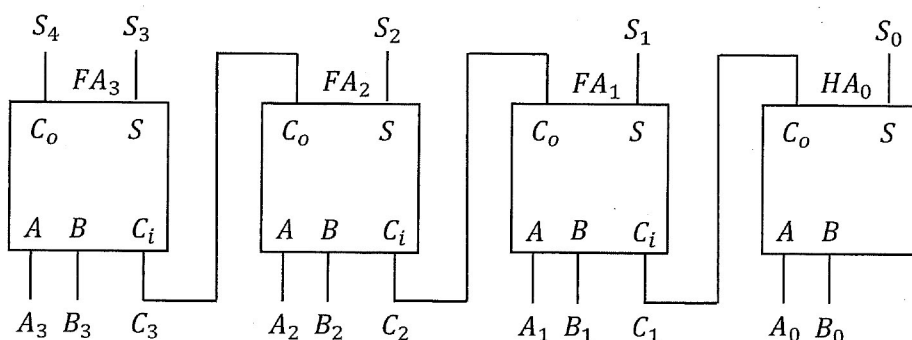 S₄ S₃ S₂ S₁ S₀
FA₃ FA₂ FA₁ HA₀
Cₒ S Cₒ S Cₒ S Cₒ S
A B Cᵢ A B Cᵢ A B Cᵢ A B
A₃ B₃ C₃ A₂ B₂ C₂ A₁ B₁ C₁ A₀ B₀